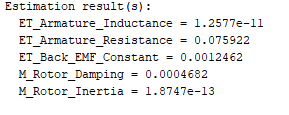 Estimation result(s):
ET_Armature_Inductance = 1.2577e-11
ET_Armature_Resistance = 0.075922
ET_Back_EMF_Constant = 0.0012462
M_Rotor_Damping = 0.0004682
M_Rotor_Inertia = 1.8747e-13